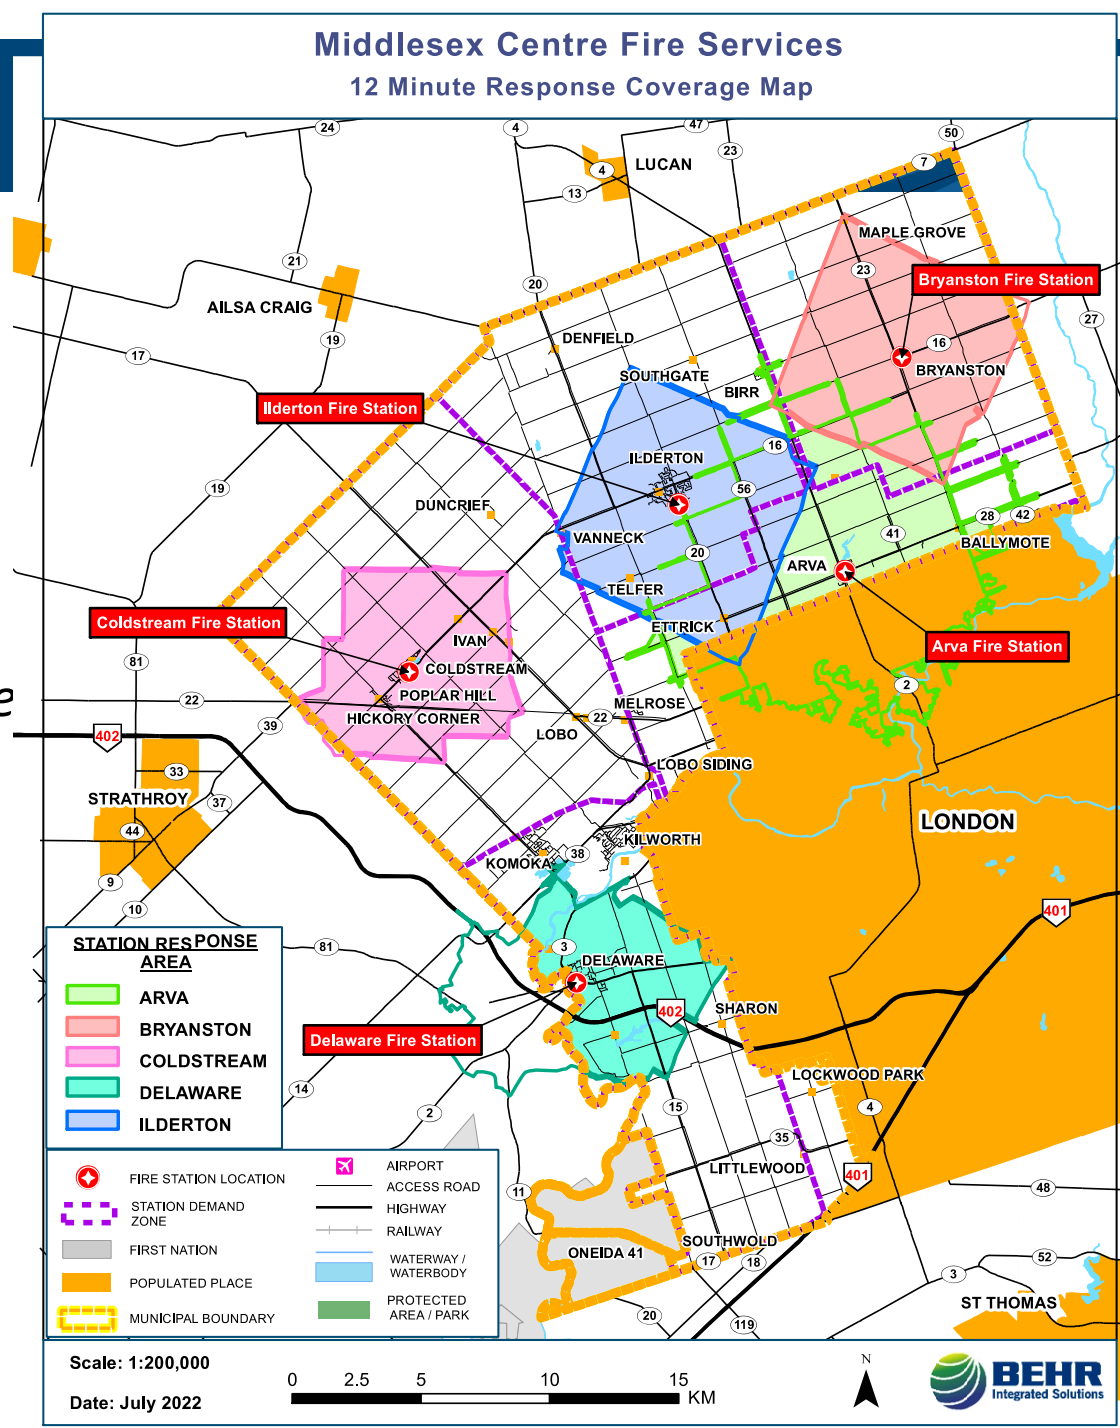 Middlesex Centre Fire Services
12 Minute Response Coverage Map
24
4
47
23
50
7
LUCAN
4
13
MAPLE GROVE
21
23
20
Bryanston Fire Station
AILSA CRAIG
27
19
DENFIELD
16
17
BRYANSTON
SOUTHGATE
BIRR
Ilderton Fire Station
16
ILDERTON
19
56
DUNCRIEF
28
42
VANNECK
41
BALLYMOTE
20
ARVA
TELFER
Coldstream Fire Station
ETTRICK
IVAN
Arva Fire Station
81
COLDSTREAM
2
POPLAR HILL
22
MELROSE
HICKORY CORNER
22
39
LOBO
e
402
LOBO SIDING
33
STRATHROY
37
LONDON
44
KILWORTH
38
KOMOKA
9
10
401
STATION RESPONSE
AREA
81
3
DELAWARE
ARVA
BRYANSTON
COLDSTREAM
DELAWARE
ILDERTON
402
SHARON
Delaware Fire Station
LOCKWOOD PARK
14
15
4
2
35
LITTLEWOOD
401
48
11
FIRE STATION LOCATION
STATION DEMAND
ZONE
FIRST NATION
POPULATED PLACE
MUNICIPAL BOUNDARY
AIRPORT
ACCESS ROAD
HIGHWAY
RAILWAY
WATERWAY /
WATERBODY
PROTECTED
AREA / PARK
SOUTHWOLD
ONEIDA 41
17
18
52
3
ST THOMAS
20
119
Scale: 1:200,000
Date: July 2022
0 2.5 5 10 15
KM
N
BEHR
Integrated Solutions